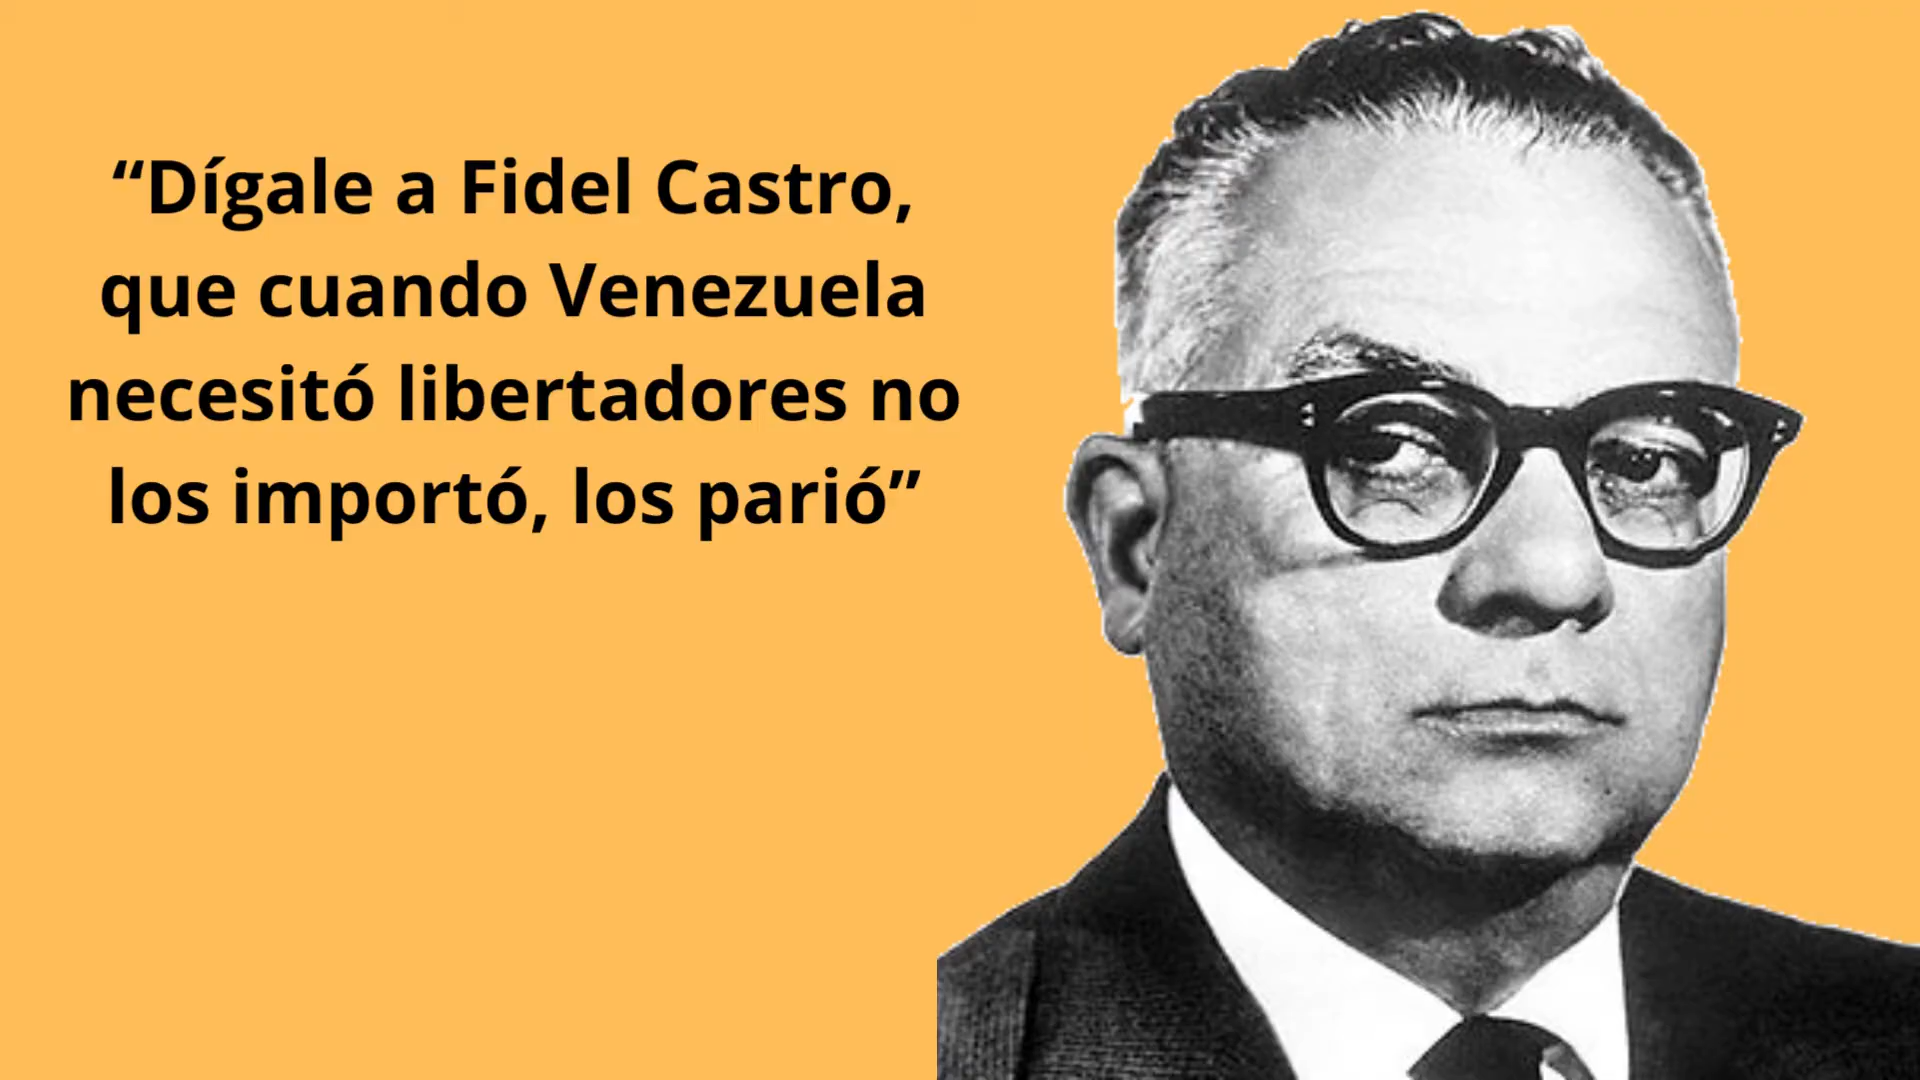 “Dígale a Fidel Castro,
que cuando Venezuela
necesitó libertadores no
los importó, los parió”